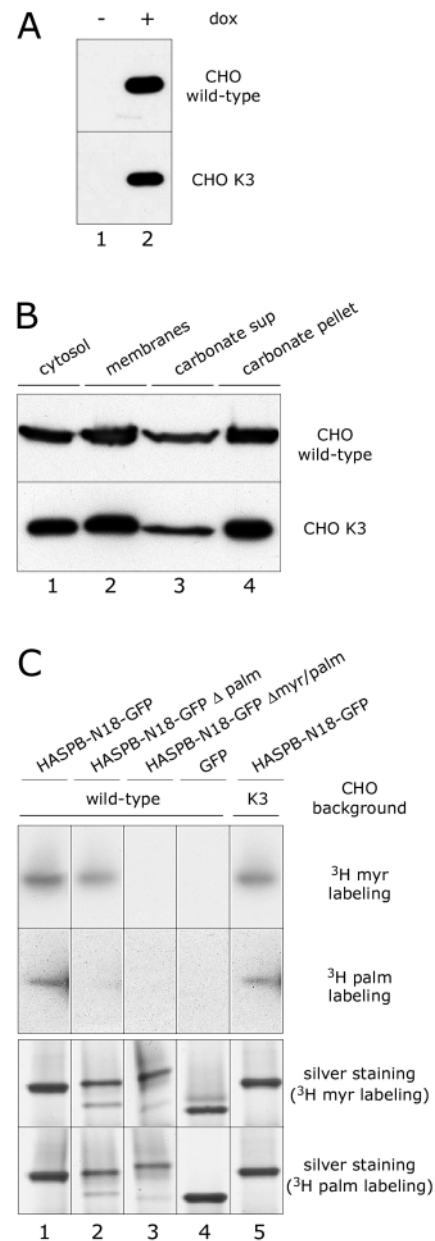 A
- + dox
CHO
wild-type
CHO K3
1 2
B
cytosol membranes carbonate sup carbonate pellet
CHO
wild-type
CHO K3
1 2 3 4
C
HASPB-N18-GFP HASPB-N18-GFP Δ palm HASPB-N18-GFP Δmyr/palm GFP HASPB-N18-GFP
wild-type K3 CHO
background
³H myr
labeling
³H palm
labeling
silver staining
(³H myr labeling)
silver staining
(³H palm labeling)
1 2 3 4 5